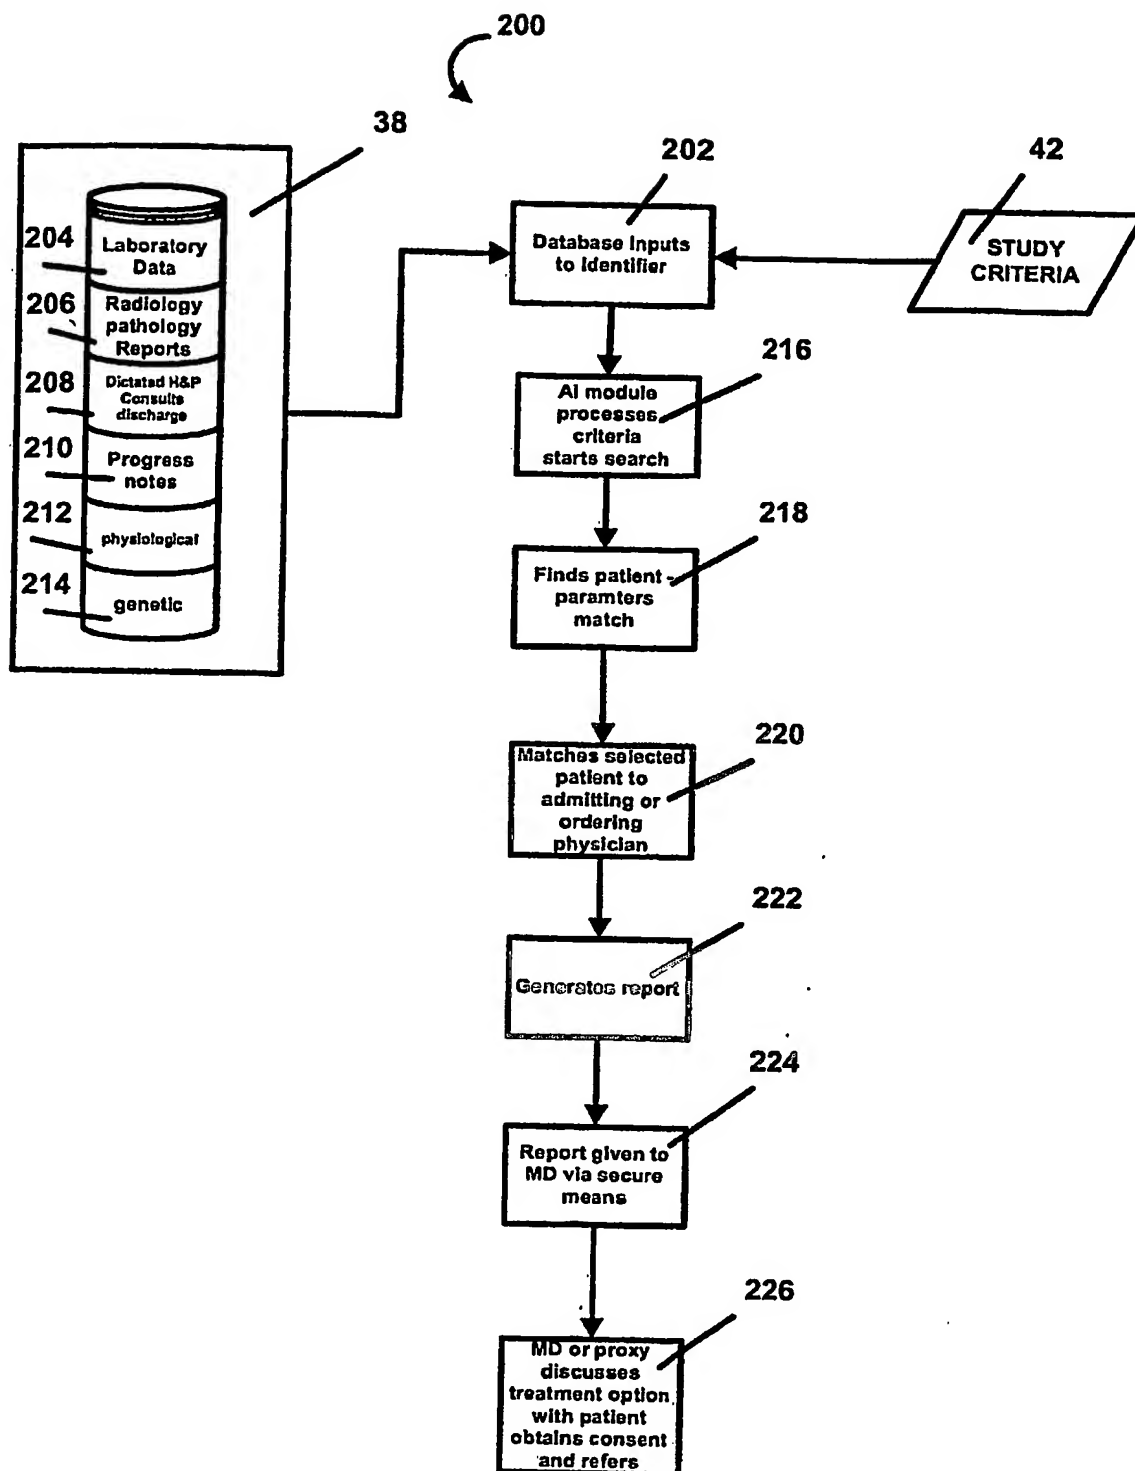 200
38
202
42
204
Laboratory
Data
206
Radiology
pathology
Reports
208
Dictated H&P
Consults
discharge
210
Progress
notes
212
physiological
214
genetic
Database Inputs
to Identifier
STUDY
CRITERIA
216
AI module
processes
criteria
starts search
218
Finds patient -
paramters
match
220
Matches selected
patient to
admitting or
ordering
physician
222
Generates report
224
Report given to
MD via secure
means
226
MD or proxy
discusses
treatment option
with patient
obtains consent
and refers